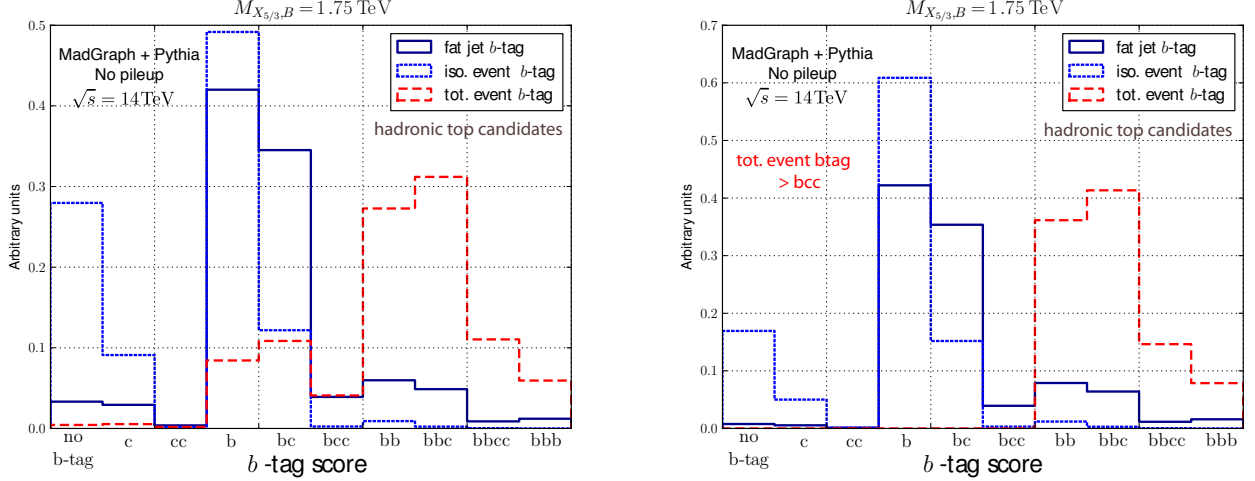 M_{X_{5/3},B} = 1.75 TeV
0.5
0.4
0.3
0.2
0.1
0.0
Arbitrary units
MadGraph + Pythia
No pileup
√s = 14 TeV
fat jet b-tag
iso. event b-tag
tot. event b-tag
hadronic top candidates
no b-tag
c
cc
b
bc
bcc
bb
bbc
bbcc
bbb
b -tag score
M_{X_{5/3},B} = 1.75 TeV
0.7
0.6
0.5
0.4
0.3
0.2
0.1
0.0
Arbitrary units
MadGraph + Pythia
No pileup
√s = 14 TeV
fat jet b-tag
iso. event b-tag
tot. event b-tag
hadronic top candidates
tot. event btag
> bcc
no b-tag
c
cc
b
bc
bcc
bb
bbc
bbcc
bbb
b -tag score